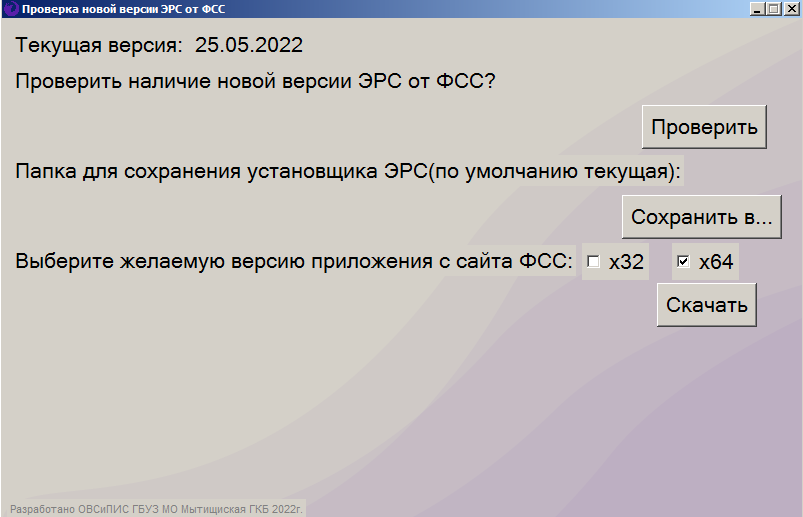 Проверка новой версии ЭРС от ФСС
Текущая версия: 25.05.2022
Проверить наличие новой версии ЭРС от ФСС?
Проверить
Папка для сохранения установщика ЭРС(по умолчанию текущая):
Сохранить в...
Выберите желаемую версию приложения с сайта ФСС: x32 x64
Скачать
Разработано ОВСиПИС ГБУЗ МО Мытищиская ГКБ 2022г.